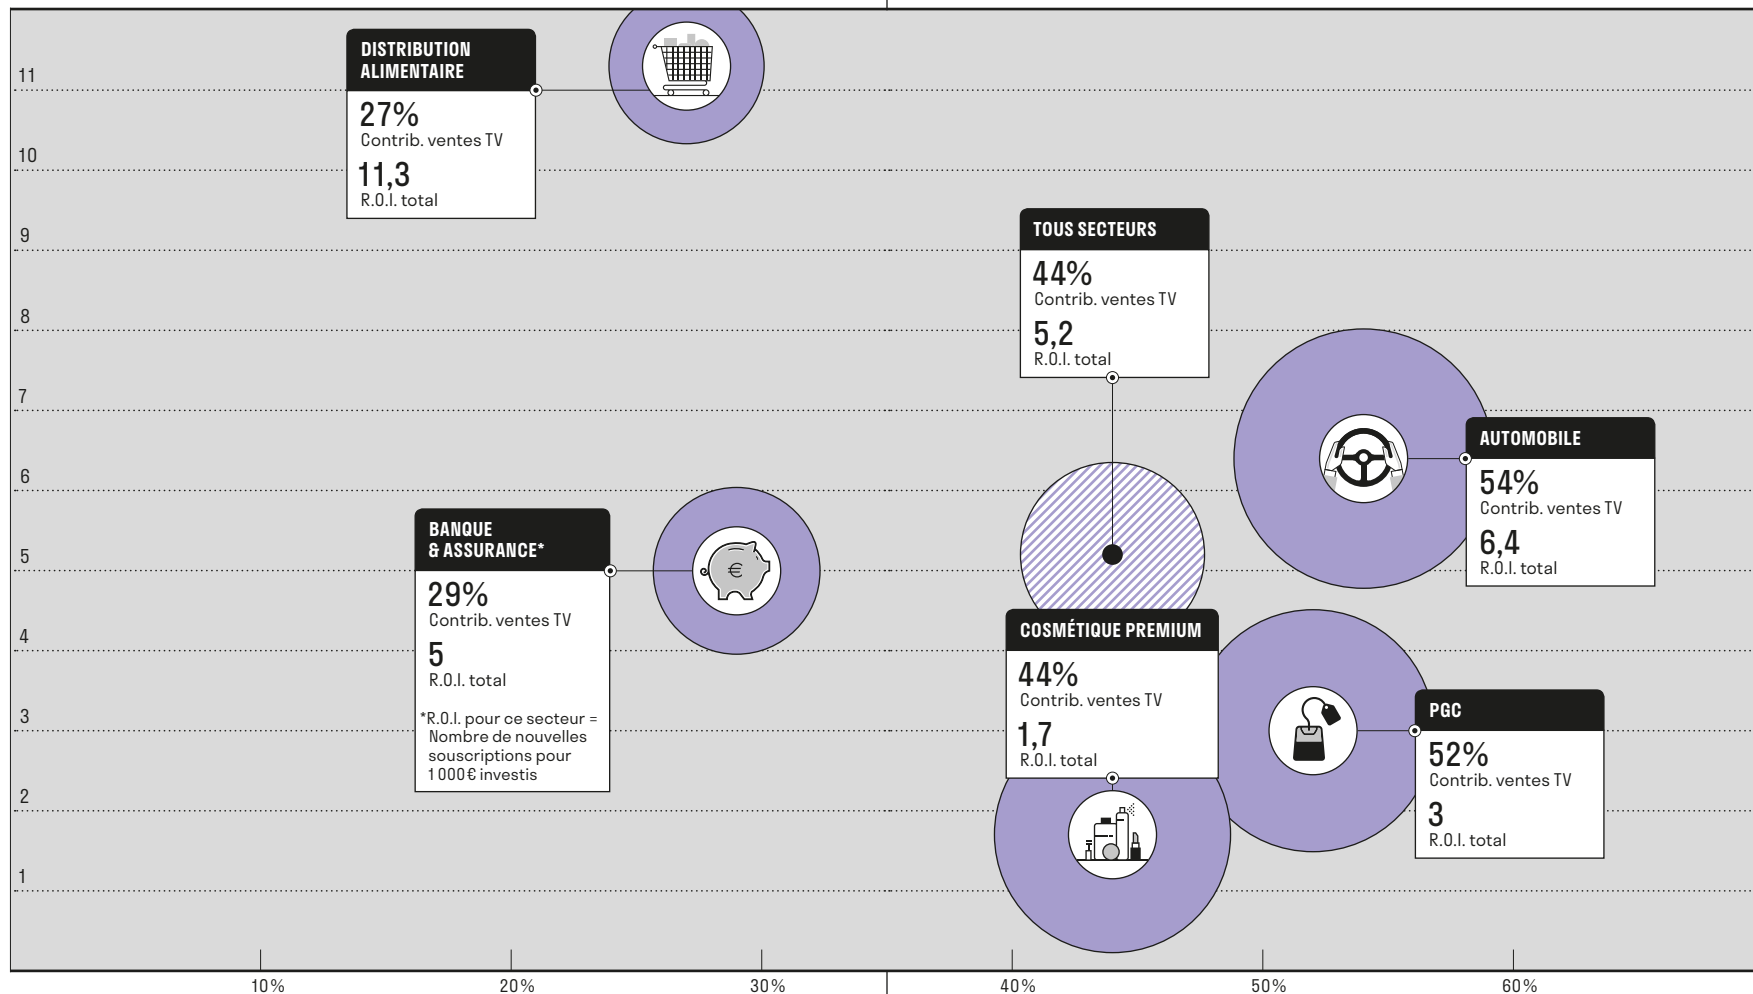 DISTRIBUTION
ALIMENTAIRE
27%
Contrib. ventes TV
11,3
R.O.I. total
TOUS SECTEURS
44%
Contrib. ventes TV
5,2
R.O.I. total
AUTOMOBILE
54%
Contrib. ventes TV
6,4
R.O.I. total
BANQUE
& ASSURANCE*
29%
Contrib. ventes TV
5
R.O.I. total
*R.O.I. pour ce secteur =
Nombre de nouvelles
souscriptions pour
1000€ investis
€
COSMÉTIQUE PREMIUM
44%
Contrib. ventes TV
1,7
R.O.I. total
PGC
52%
Contrib. ventes TV
3
R.O.I. total
11
10
9
8
7
6
5
4
3
2
1
10%
20%
30%
40%
50%
60%